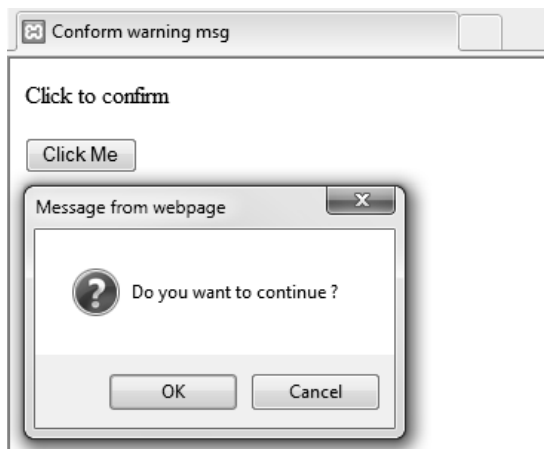 Conform warning msg
Click to confirm
Click Me
Message from webpage
X
Do you want to continue ?
OK
Cancel